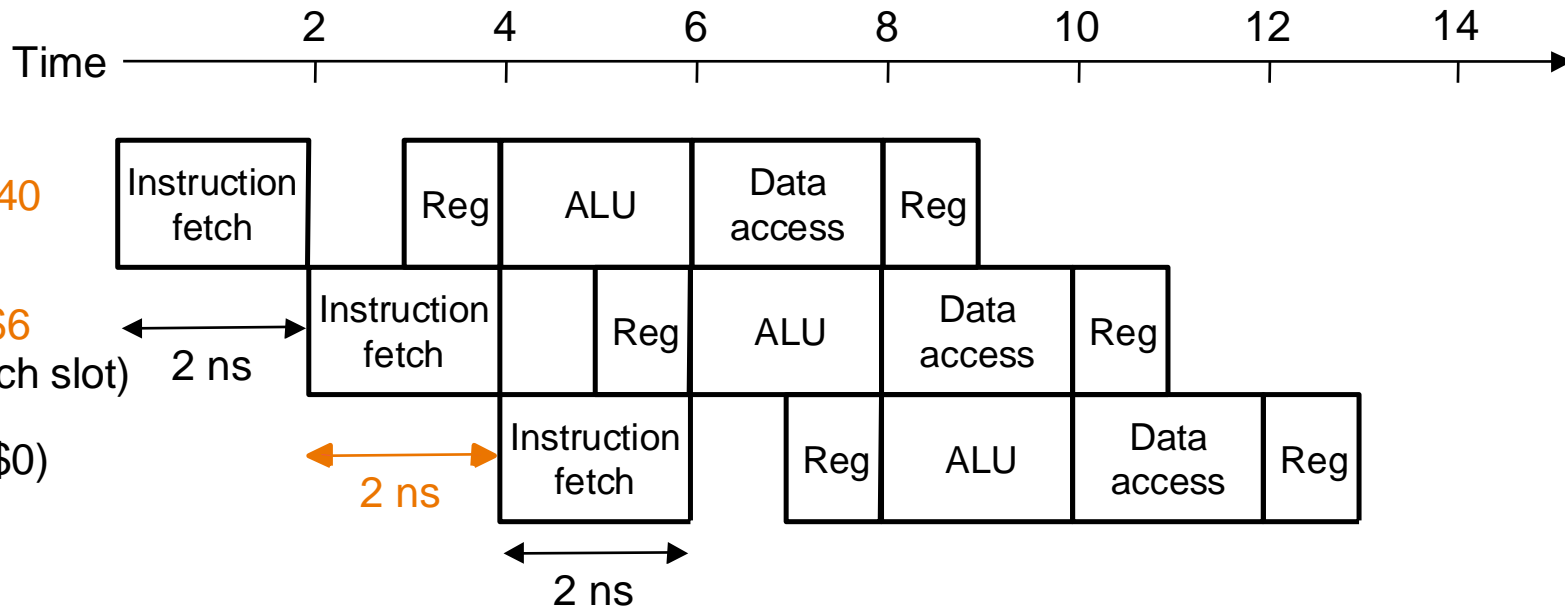 2 4 6 8 10 12 14
Time
40
Instruction
fetch
Reg
ALU
Data
access
Reg
$6
ch slot)
2 ns
Instruction
fetch
Reg
ALU
Data
access
Reg
$0)
2 ns
Instruction
fetch
Reg
ALU
Data
access
Reg
2 ns